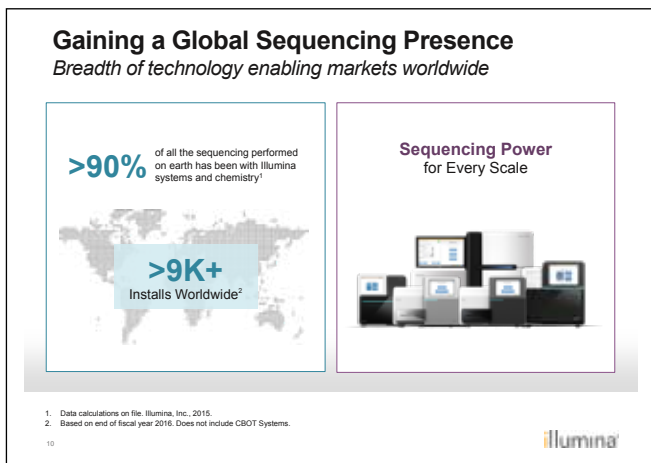 Gaining a Global Sequencing Presence
Breadth of technology enabling markets worldwide
>90%
of all the sequencing performed
on earth has been with Illumina
systems and chemistry¹
>9K+
Installs Worldwide²
Sequencing Power
for Every Scale
1. Data calculations on file. Illumina, Inc., 2015.
2. Based on end of fiscal year 2016. Does not include CBOT Systems.
10
illumina®